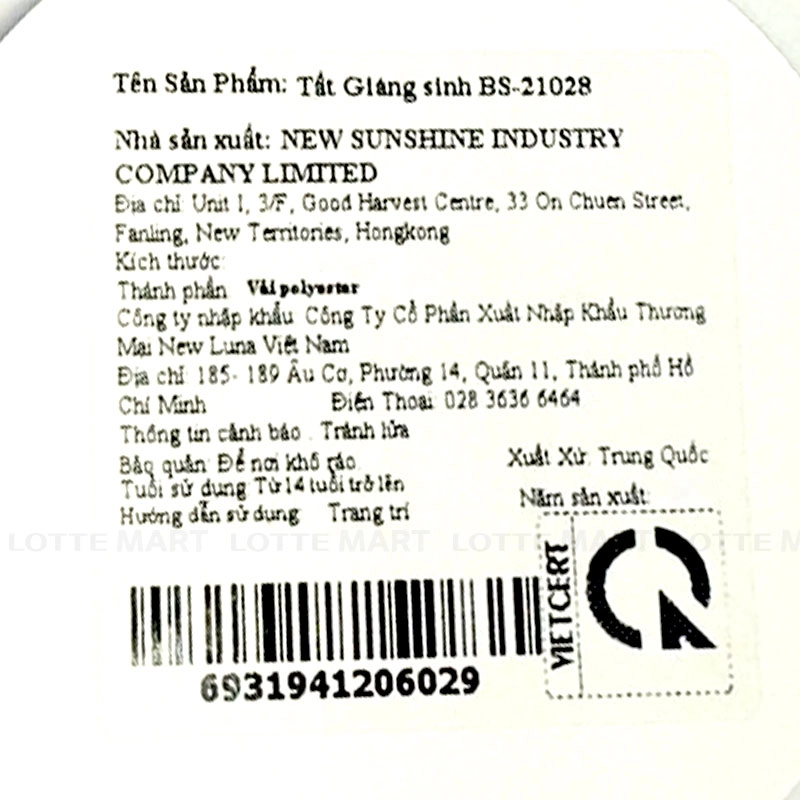 Tên Sản Phẩm: Tất Giáng sinh BS-21028
Nhà sản xuất: NEW SUNSHINE INDUSTRY
COMPANY LIMITED
Địa chỉ: Unit 1, 3/F, Good Harvest Centre, 33 On Chuen Street,
Fanling, New Territories, Hongkong
Kích thước:
Thành phần: Vải polyester
Công ty nhập khẩu: Công Ty Cổ Phần Xuất Nhập Khẩu Thương
Mại New Luna Việt Nam
Địa chỉ: 185- 189 Âu Cơ, Phường 14, Quận 11, Thành phố Hồ
Chí Minh Điện Thoại: 028 3636 6464
Thông tin cảnh báo : Tránh lửa
Bảo quản: Để nơi khô ráo Xuất Xứ: Trung Quốc
Tuổi sử dụng: Từ 14 tuổi trở lên Năm sản xuất:
Hướng dẫn sử dụng: Trang trí
LOTTE MART LOTTE MART LOTTE MART LOTTE M
VIETCERT
6931941206029